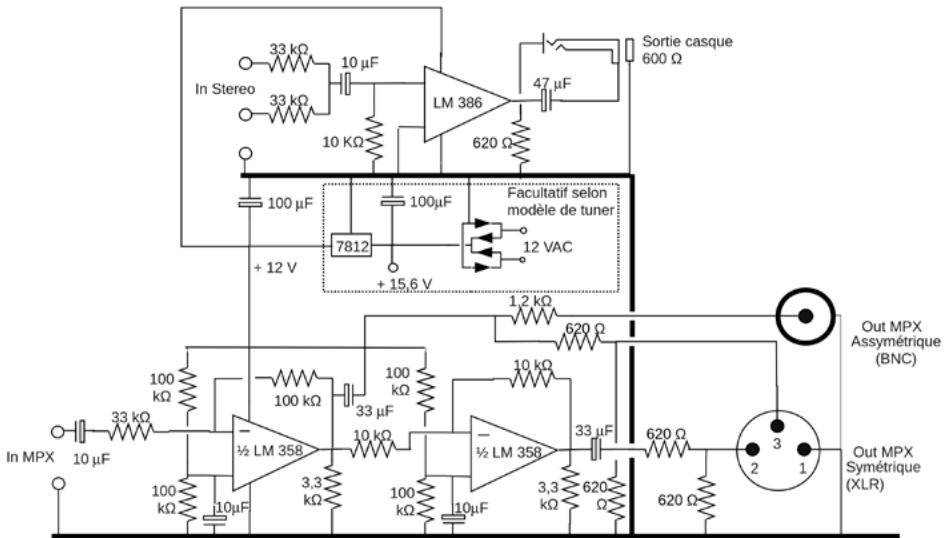 33 kΩ
10 µF
In Stereo
33 kΩ
10 KΩ
LM 386
47 µF
620 Ω
Sortie casque
600 Ω
100 µF
+ 12 V
7812
100µF
+ 15,6 V
Facultatif selon
modèle de tuner
12 VAC
1,2 kΩ
620 Ω
Out MPX
Assymétrique
(BNC)
100
kΩ
100 kΩ
33 µF
100
kΩ
10 kΩ
33 kΩ
In MPX
10 µF
−
½ LM 358
10 kΩ
−
½ LM 358
33 µF
620 Ω
3
2
1
Out MPX
Symétrique
(XLR)
100
kΩ
10µF
3,3
kΩ
100
kΩ
10µF
3,3
kΩ
620
Ω
620 Ω